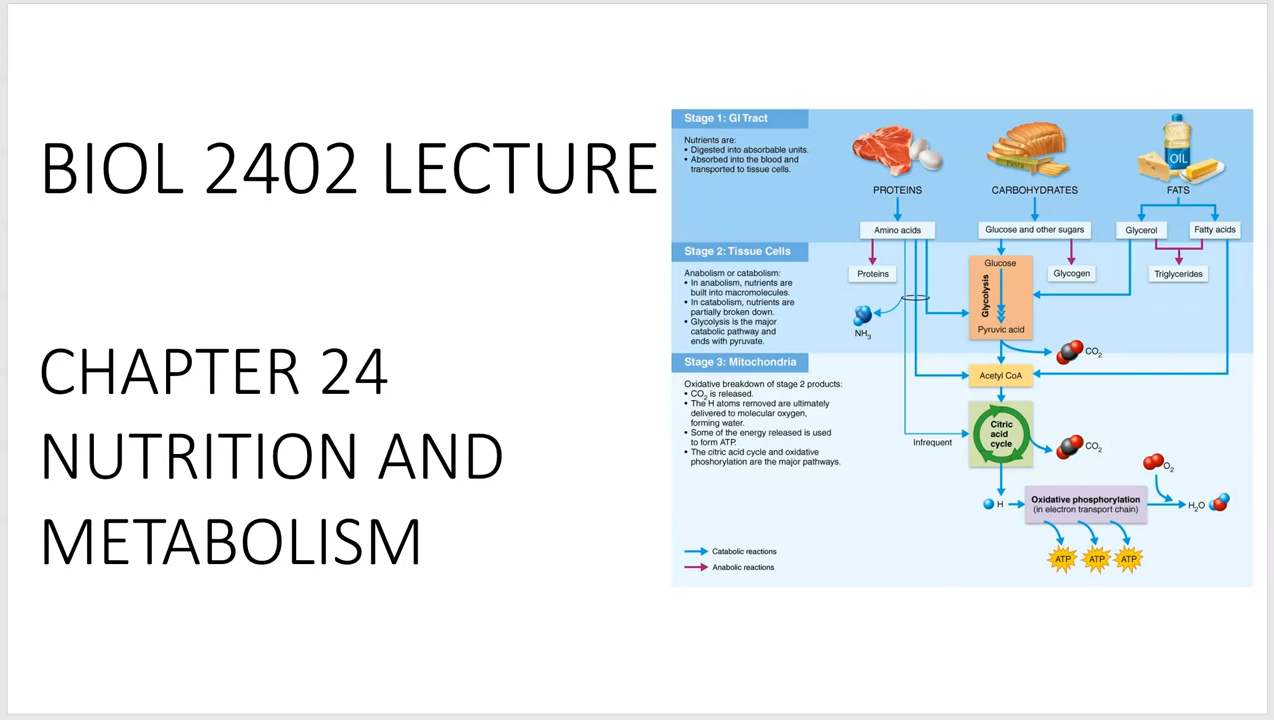 BIOL 2402 LECTURE
CHAPTER 24
NUTRITION AND
METABOLISM
Stage 1: GI Tract
Nutrients are:
• Digested into absorbable units.
• Absorbed into the blood and
transported to tissue cells.
PASTA
OIL
PROTEINS
CARBOHYDRATES
FATS
Amino acids
Glucose and other sugars
Glycerol
Fatty acids
Stage 2: Tissue Cells
Anabolism or catabolism:
• In anabolism, nutrients are
built into macromolecules.
• In catabolism, nutrients are
partially broken down.
• Glycolysis is the major
catabolic pathway and
ends with pyruvate.
Proteins
Glucose
Glycogen
Triglycerides
Glycolysis
NH3
Pyruvic acid
CO2
Stage 3: Mitochondria
Oxidative breakdown of stage 2 products:
• CO2 is released.
• The H atoms removed are ultimately
delivered to molecular oxygen,
forming water.
• Some of the energy released is used
to form ATP.
• The citric acid cycle and oxidative
phoshorylation are the major pathways.
Acetyl CoA
Citric
acid
cycle
Infrequent
CO2
O2
H
Oxidative phosphorylation
(in electron transport chain)
H2O
ATP
ATP
ATP
Catabolic reactions
Anabolic reactions